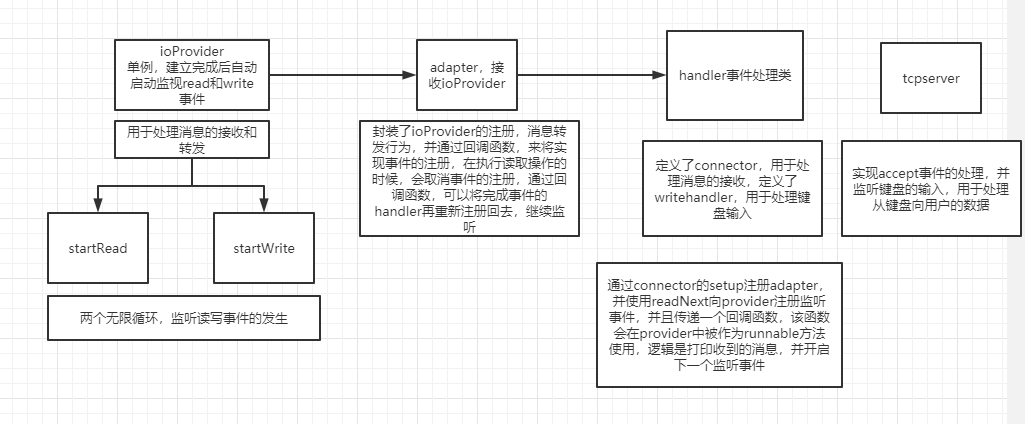 ioProvider
单例，建立完成后自动
启动监视read和write
事件
adapter，接
收ioProvider
handler事件处理类
tcpserver
用于处理消息的接收和
转发
封装了ioProvider的注册，消息转
发行为，并通过回调函数，来将实
现事件的注册，在执行读取操作的
时候，会取消事件的注册，通过回
调函数，可以将完成事件的
handler再重新注册回去，继续监
听
定义了connector，用于处
理消息的接收，定义了
writehandler，用于处理键
盘输入
实现accept事件的处理，并
监听键盘的输入，用于处理
从键盘向用户的数据
startRead
startWrite
两个无限循环，监听读写事件的发生
通过connector的setup注册adapter，
并使用readNext向provider注册监听
事件，并且传递一个回调函数，该函数
会在provider中被作为runnable方法
使用，逻辑是打印收到的消息，并开启
下一个监听事件